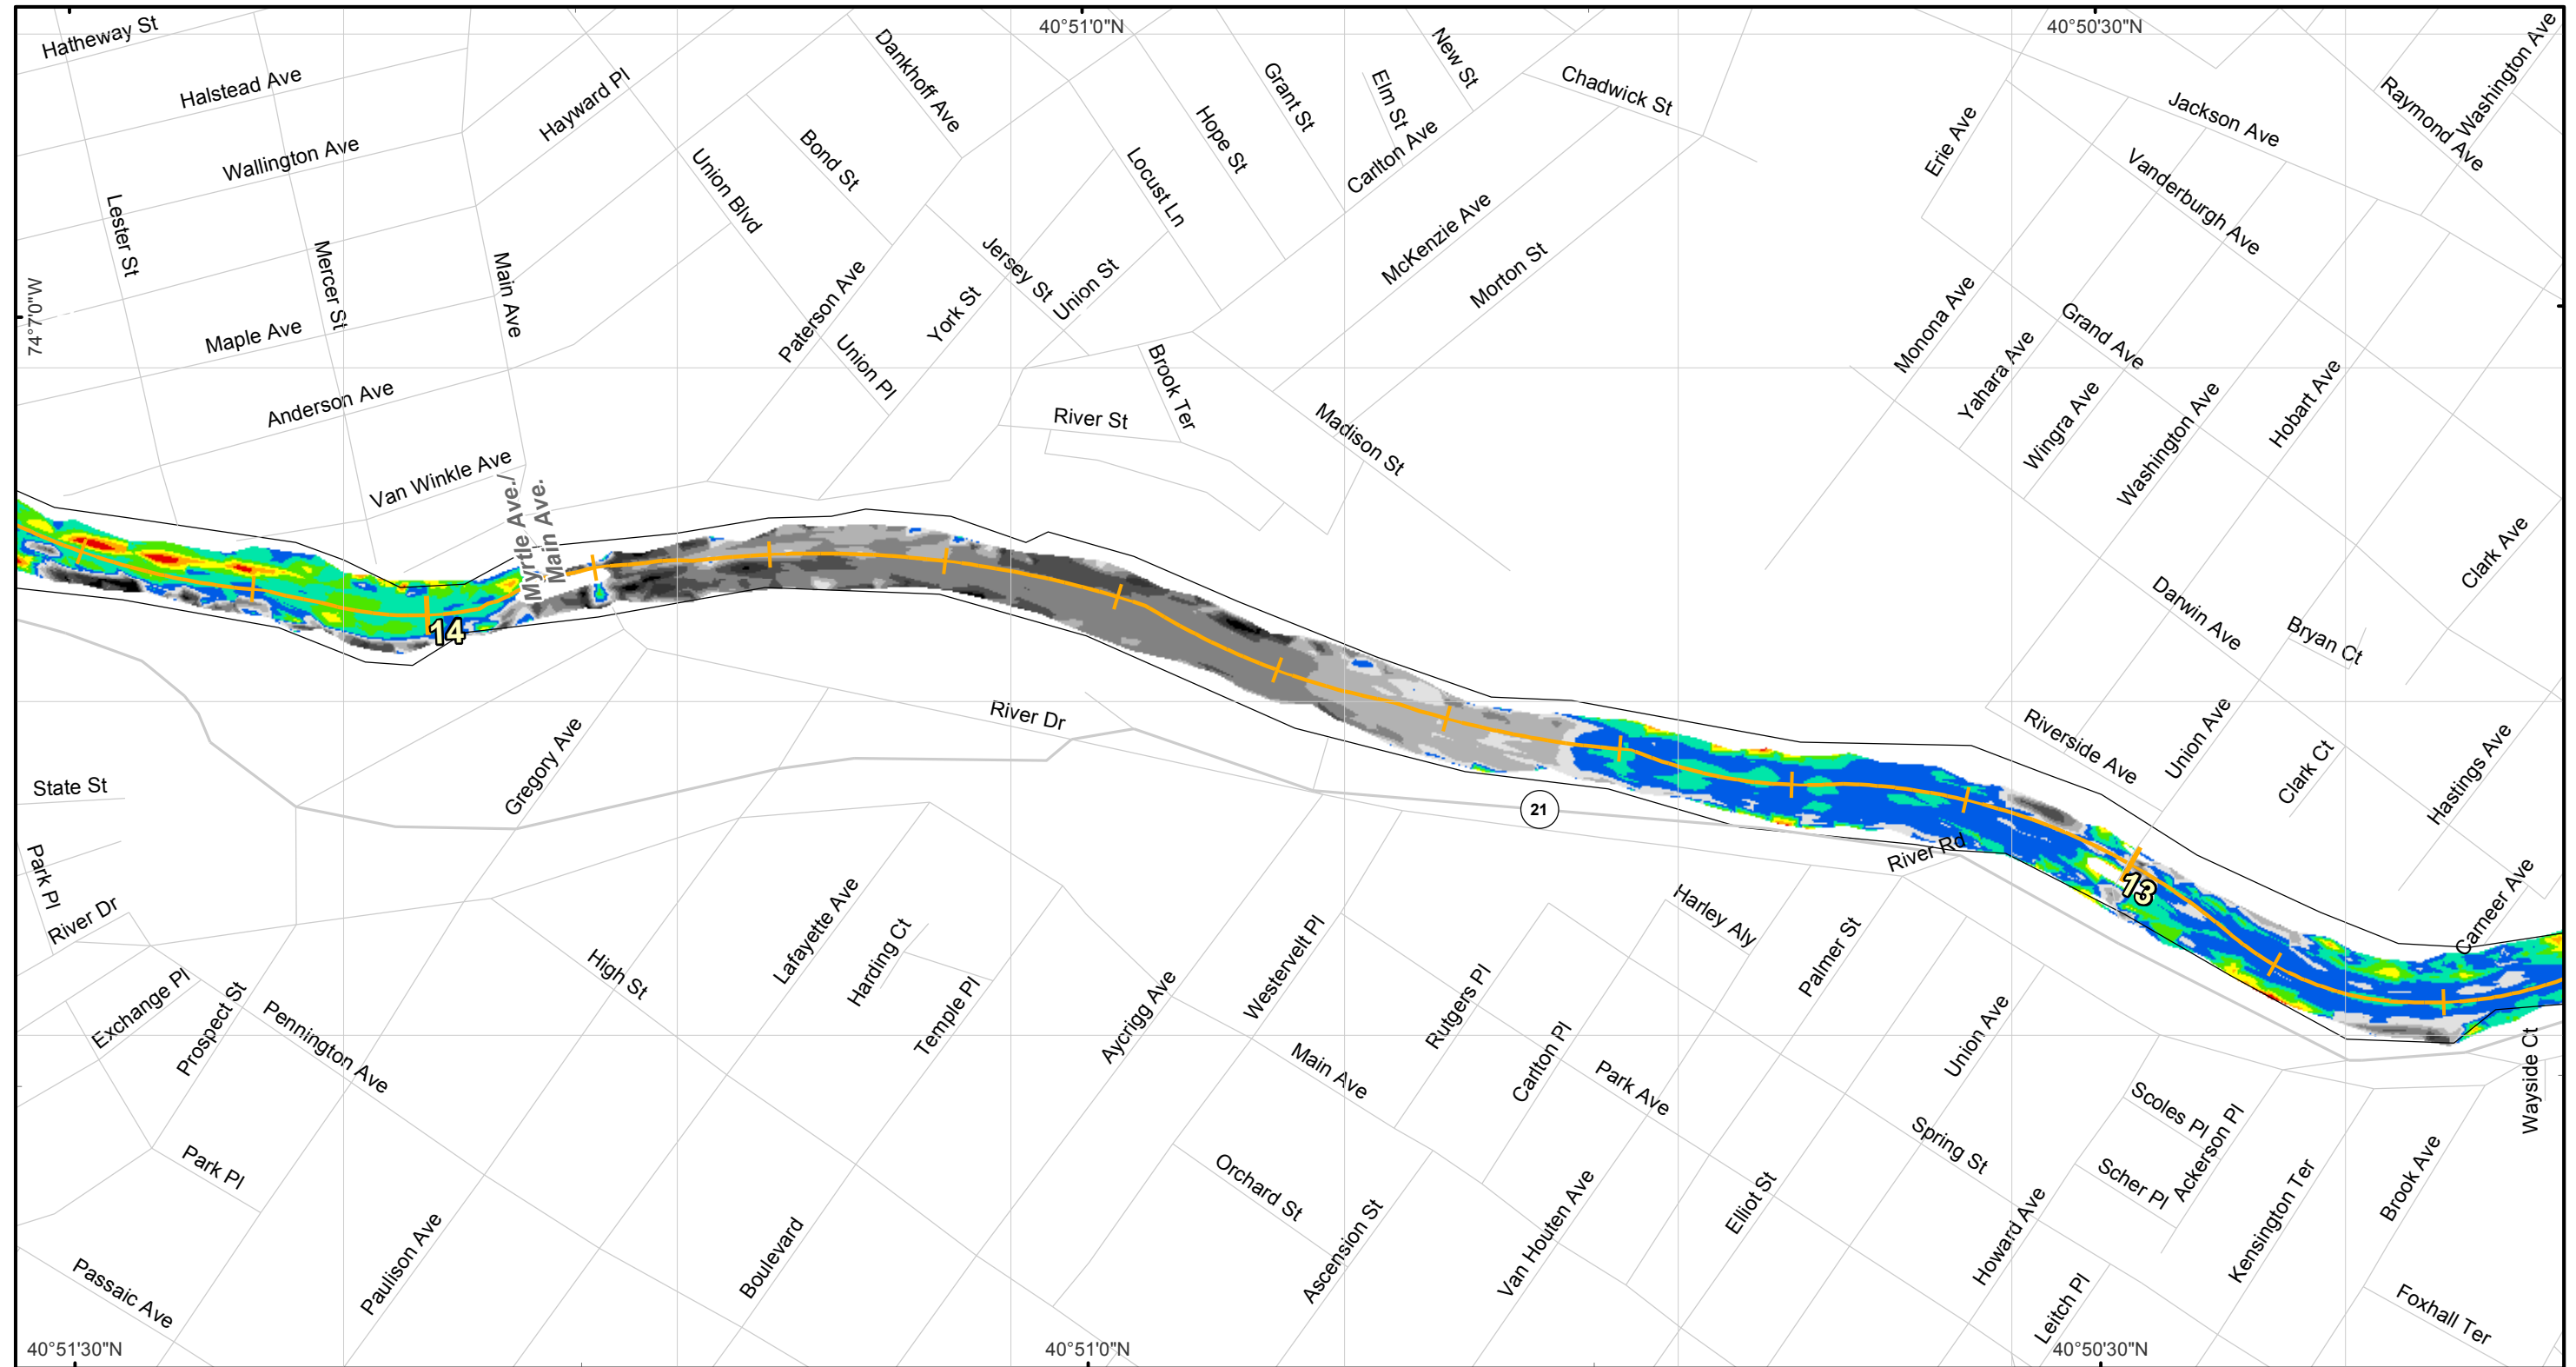 40°51'0"N
40°50'30"N
Hatheway St
Halstead Ave
Wallington Ave
Hayward Pl
Dankhoff Ave
Bond St
Union Blvd
Lester St
Mercer St
Main Ave
Maple Ave
Anderson Ave
Van Winkle Ave
Myrtle Ave./
Main Ave.
74°7'0"W
Paterson Ave
Union Pl
York St
Jersey St
Union St
Locust Ln
Hope St
Grant St
Elm St
New St
Carlton Ave
Chadwick St
McKenzie Ave
Morton St
Brook Ter
River St
Madison St
Erie Ave
Jackson Ave
Raymond Ave
Washington Ave
Vanderburgh Ave
Monona Ave
Yahara Ave
Grand Ave
Wingra Ave
Washington Ave
Hobart Ave
Clark Ave
Darwin Ave
Bryan Ct
Riverside Ave
Union Ave
Clark Ct
Hastings Ave
Carneer Ave
14
13
21
River Dr
River Rd
Gregory Ave
State St
Park Pl
River Dr
Exchange Pl
Prospect St
Pennington Ave
High St
Lafayette Ave
Harding Ct
Temple Pl
Aycrigg Ave
Westervelt Pl
Rutgers Pl
Main Ave
Carlton Pl
Park Ave
Harley Aly
Palmer St
Union Ave
Spring St
Scoles Pl
Ackerson Pl
Scher Pl
Wayside Ct
Park Pl
Passaic Ave
Paulison Ave
Boulevard
Orchard St
Ascension St
Van Houten Ave
Elliot St
Howard Ave
Leitch Pl
Kensington Ter
Brook Ave
Foxhall Ter
40°51'30"N
40°51'0"N
40°50'30"N